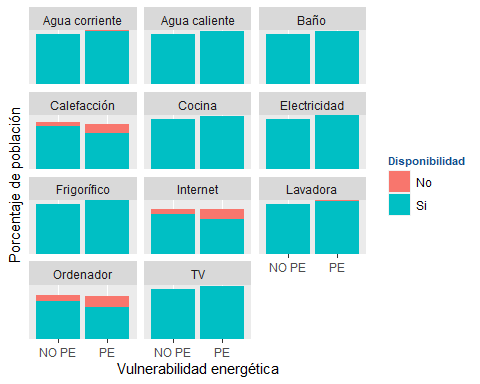 Agua corriente
Agua caliente
Baño
Calefacción
Cocina
Electricidad
Frigorífico
Internet
Lavadora
Ordenador
TV
NO PE
PE
NO PE
PE
NO PE
PE
Vulnerabilidad energética
Porcentaje de población
Disponibilidad
No
Si